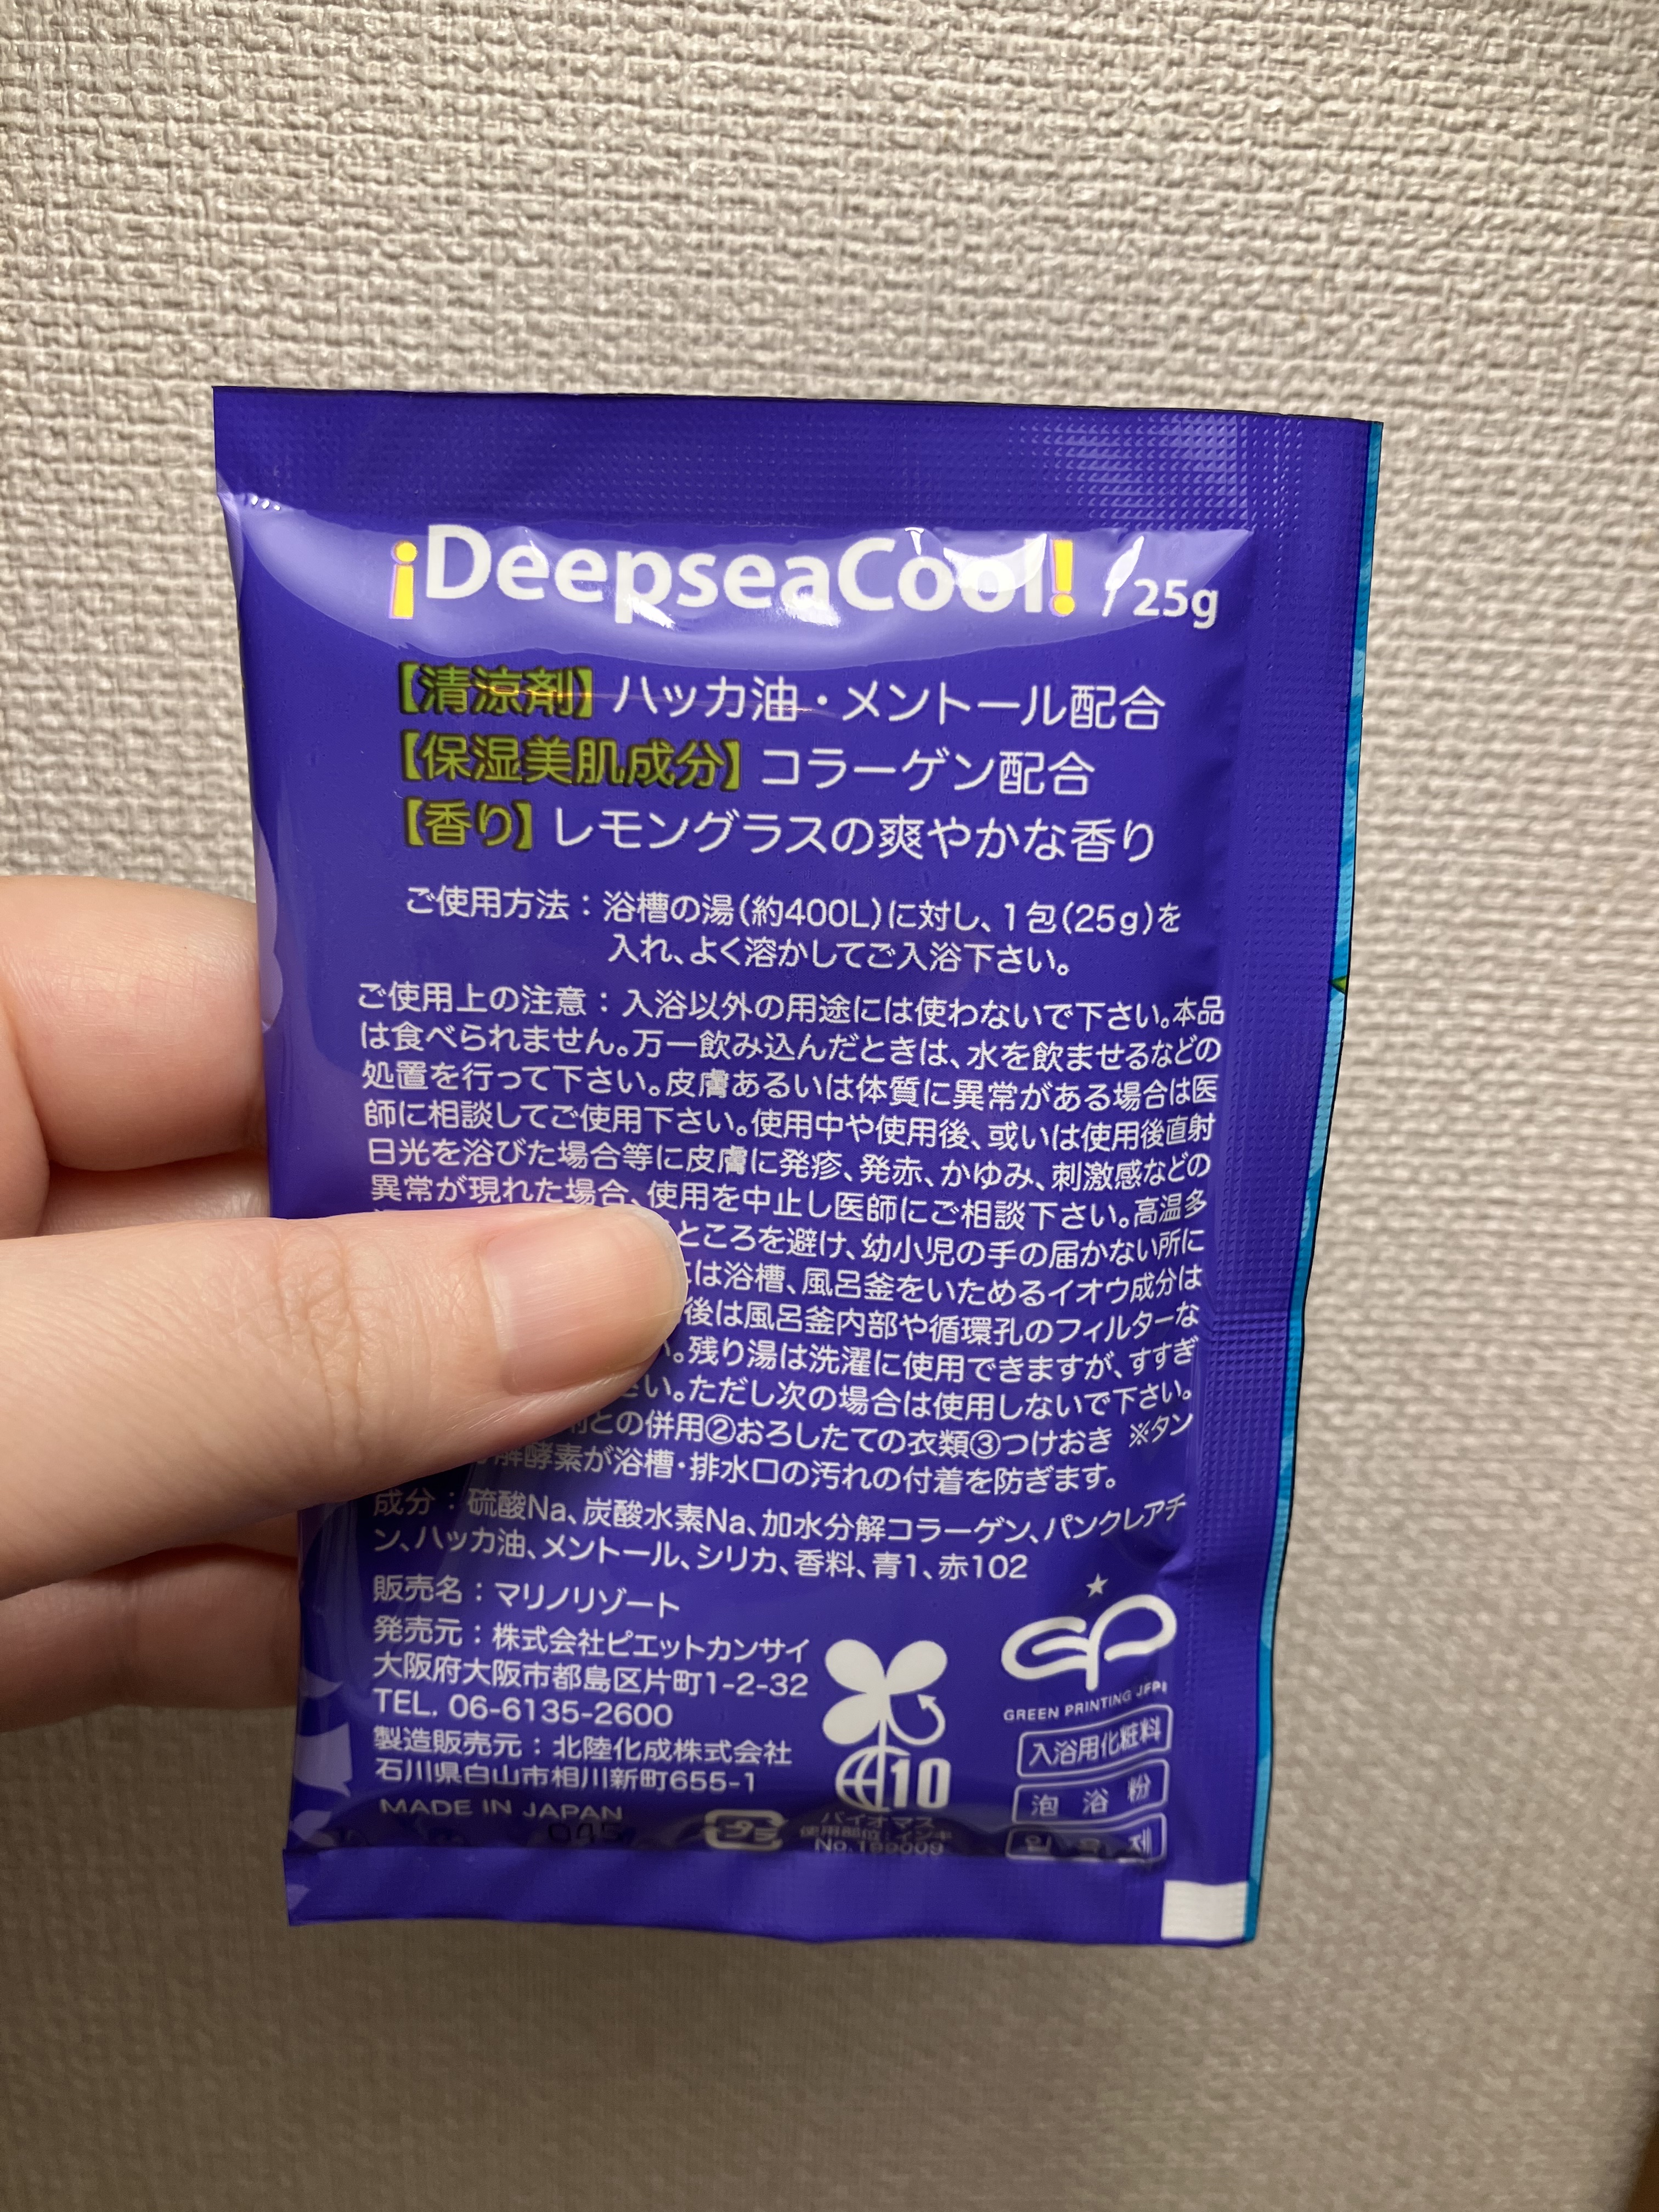 ¡DeepseaCool! / 25g
【清涼剤】ハッカ油・メントール配合
【保湿美肌成分】コラーゲン配合
【香り】レモングラスの爽やかな香り
ご使用方法：浴槽の湯(約400L)に対し、1包(25g)を
入れ、よく溶かしてご入浴下さい。
ご使用上の注意：入浴以外の用途には使わないで下さい。本品
は食べられません。万一飲み込んだときは、水を飲ませるなどの
処置を行って下さい。皮膚あるいは体質に異常がある場合は医
師に相談してご使用下さい。使用中や使用後、或いは使用後直射
日光を浴びた場合等に皮膚に発疹、発赤、かゆみ、刺激感などの
異常が現れた場合、使用を中止し医師にご相談下さい。高温多
ところを避け、幼小児の手の届かない所に
は浴槽、風呂釜をいためるイオウ成分は
後は風呂釜内部や循環孔のフィルターな
。残り湯は洗濯に使用できますが、すすぎ
さい。ただし次の場合は使用しないで下さい。
剤との併用②おろしたての衣類③つけおき ※タン
解酵素が浴槽・排水口の汚れの付着を防ぎます。
成分：硫酸Na、炭酸水素Na、加水分解コラーゲン、パンクレアチ
ン、ハッカ油、メントール、シリカ、香料、青1、赤102
販売名：マリノリゾート
発売元：株式会社ピエットカンサイ
大阪府大阪市都島区片町1-2-32
TEL. 06-6135-2600
製造販売元：北陸化成株式会社
石川県白山市相川新町655-1
MADE IN JAPAN
045
プラ
10
バイオマス
使用部位：インキ
No.199009
GP
GREEN PRINTING JFPI
入浴用化粧料
泡浴粉
입욕제